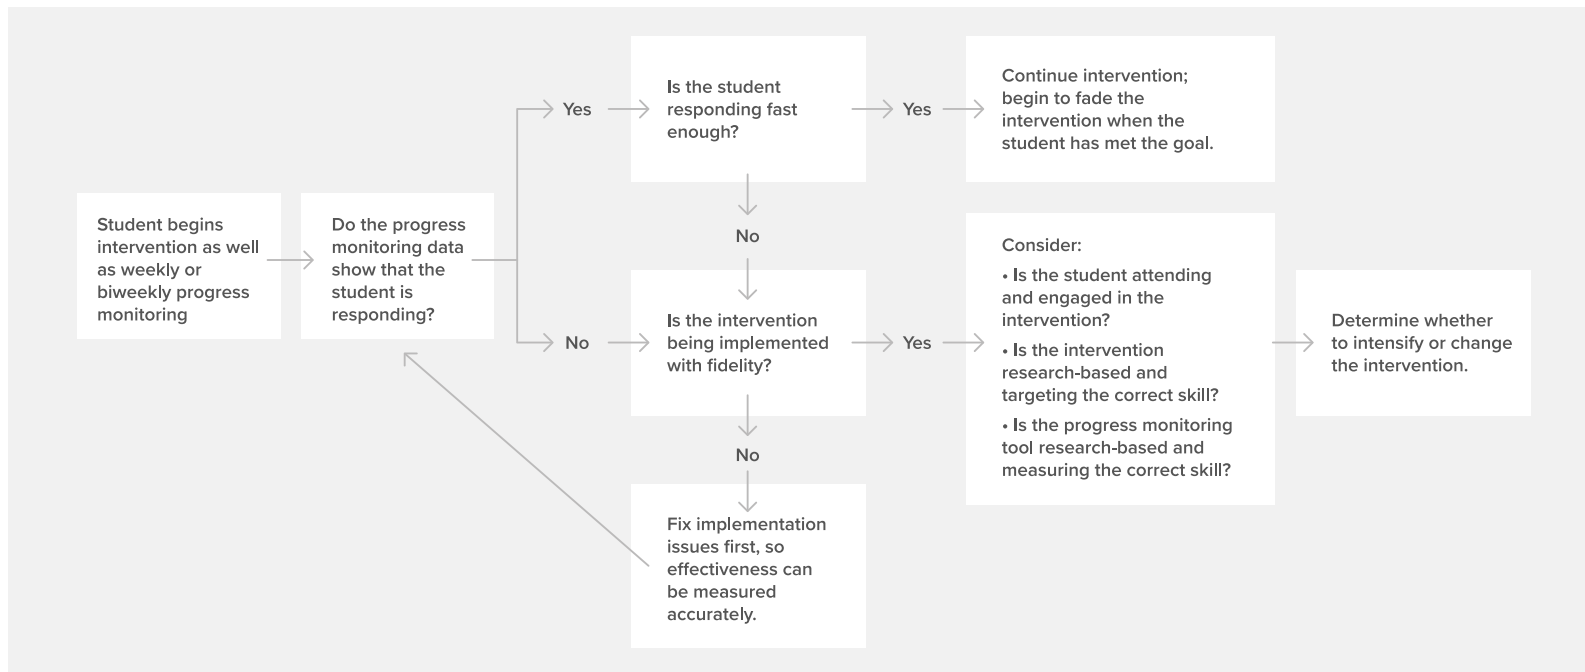 Student begins
intervention as well
as weekly or
biweekly progress
monitoring
Do the progress
monitoring data
show that the
student is
responding?
Yes
Is the student
responding fast
enough?
Yes
Continue intervention;
begin to fade the
intervention when the
student has met the goal.
No
No
Is the intervention
being implemented
with fidelity?
Yes
Consider:
• Is the student attending
and engaged in the
intervention?
• Is the intervention
research-based and
targeting the correct skill?
• Is the progress monitoring
tool research-based and
measuring the correct skill?
Determine whether
to intensify or change
the intervention.
No
Fix implementation
issues first, so
effectiveness can
be measured
accurately.